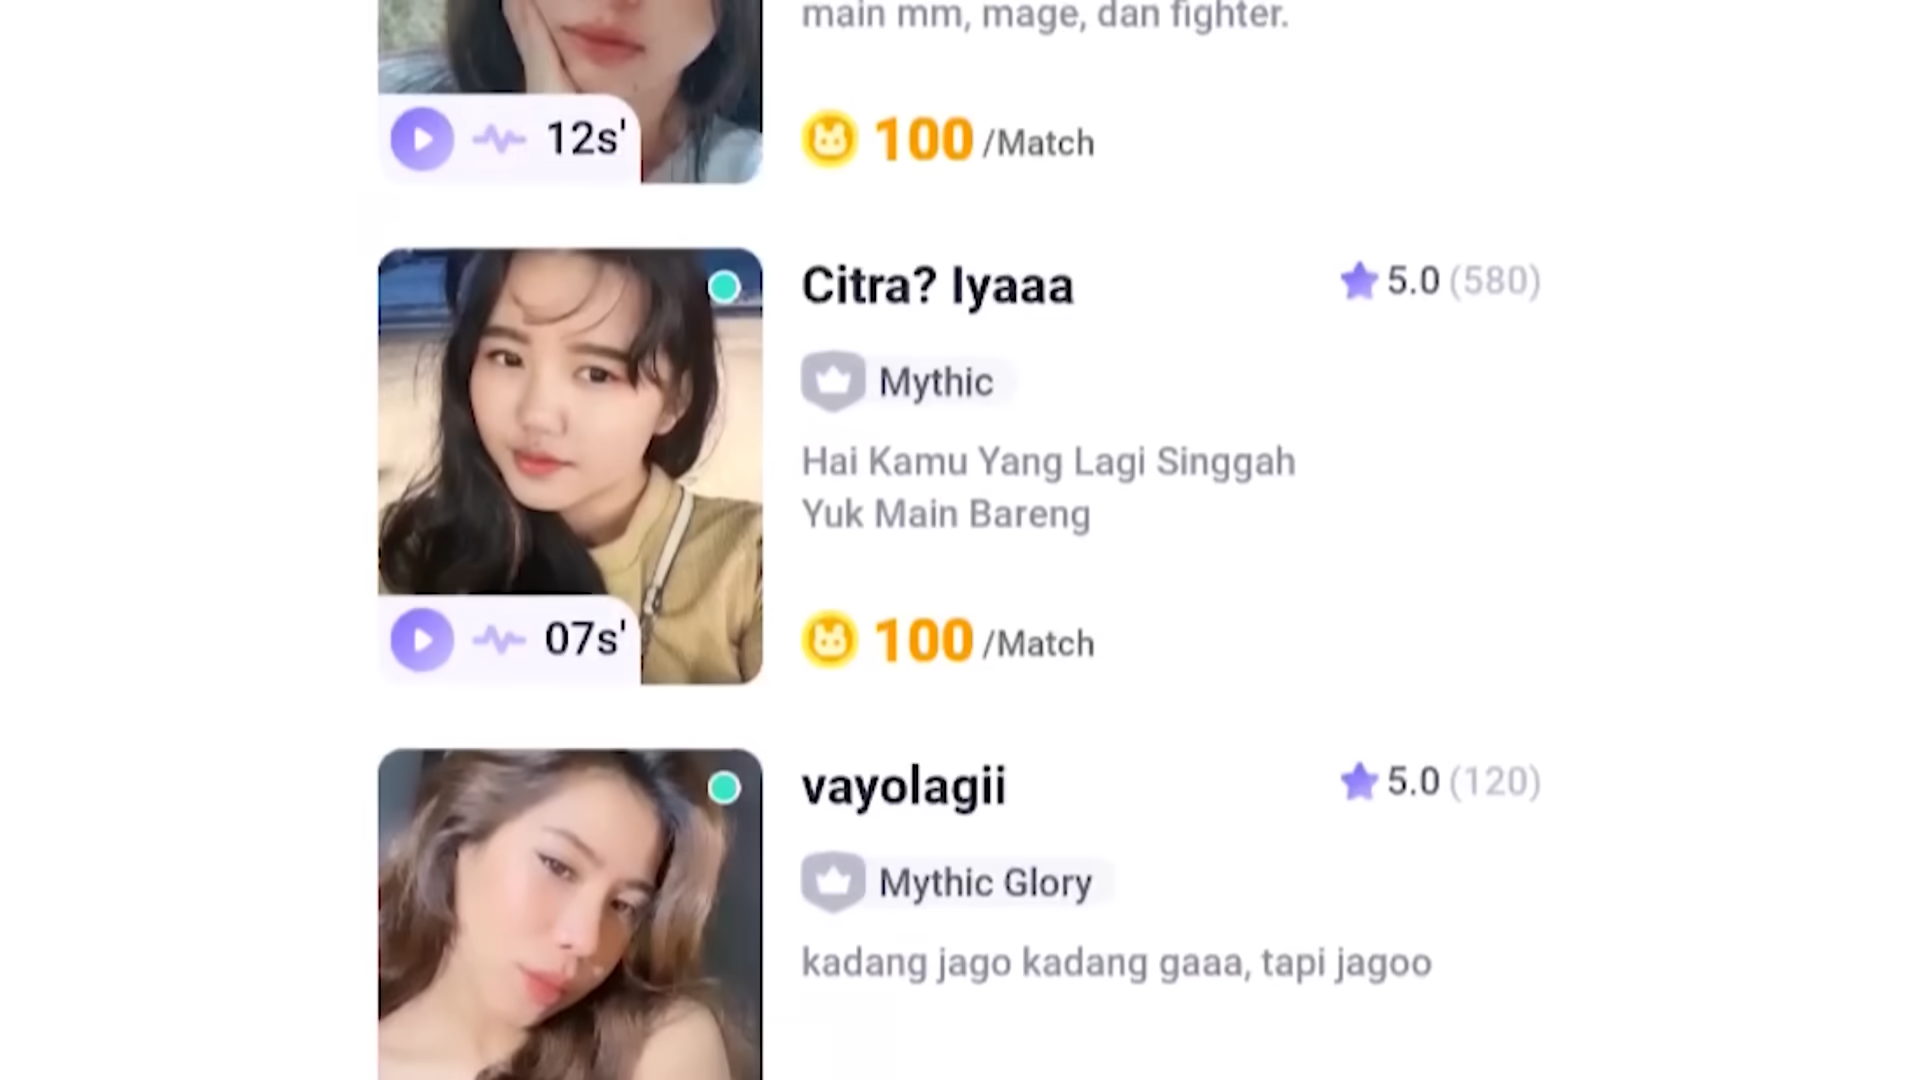 main mm, mage, dan fighter.
12s'
100 /Match
Citra? Iyaaa
5.0 (580)
Mythic
Hai Kamu Yang Lagi Singgah
Yuk Main Bareng
07s'
100 /Match
vayolagii
5.0 (120)
Mythic Glory
kadang jago kadang gaaa, tapi jagoo